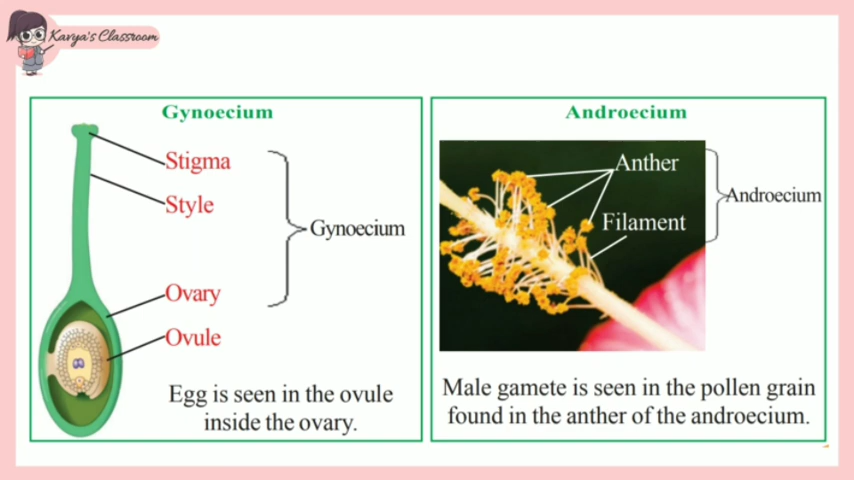 Kavya's Classroom
Gynoecium
Stigma
Style
Gynoecium
Ovary
Ovule
Egg is seen in the ovule
inside the ovary.
Androecium
Anther
Androecium
Filament
Male gamete is seen in the pollen grain
found in the anther of the androecium.